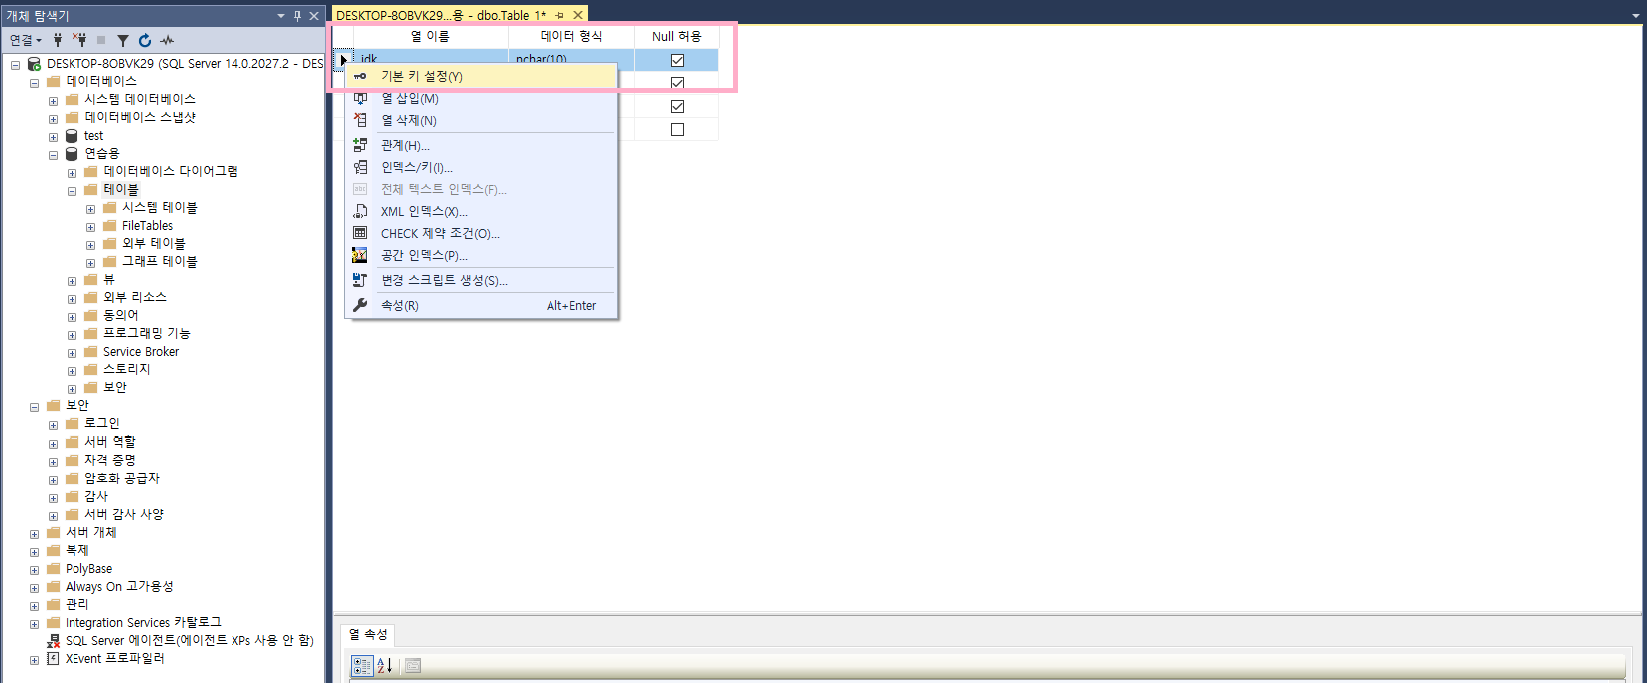 개체 탐색기
연결
DESKTOP-8OBVK29 (SQL Server 14.0.2027.2 - DES
데이터베이스
시스템 데이터베이스
데이터베이스 스냅샷
test
연습용
데이터베이스 다이어그램
테이블
시스템 테이블
FileTables
외부 테이블
그래프 테이블
뷰
외부 리소스
동의어
프로그래밍 기능
Service Broker
스토리지
보안
보안
로그인
서버 역할
자격 증명
암호화 공급자
감사
서버 감사 사양
서버 개체
복제
PolyBase
Always On 고가용성
관리
Integration Services 카탈로그
SQL Server 에이전트(에이전트 XPs 사용 안 함)
XEvent 프로파일러
DESKTOP-8OBVK29...용 - dbo.Table_1*
열 이름 데이터 형식 Null 허용
idk nchar(10)
기본 키 설정(Y)
열 삽입(M)
열 삭제(N)
관계(H)...
인덱스/키(I)...
전체 텍스트 인덱스(F)...
XML 인덱스(X)...
CHECK 제약 조건(O)...
공간 인덱스(P)...
변경 스크립트 생성(S)...
속성(R) Alt+Enter
열 속성